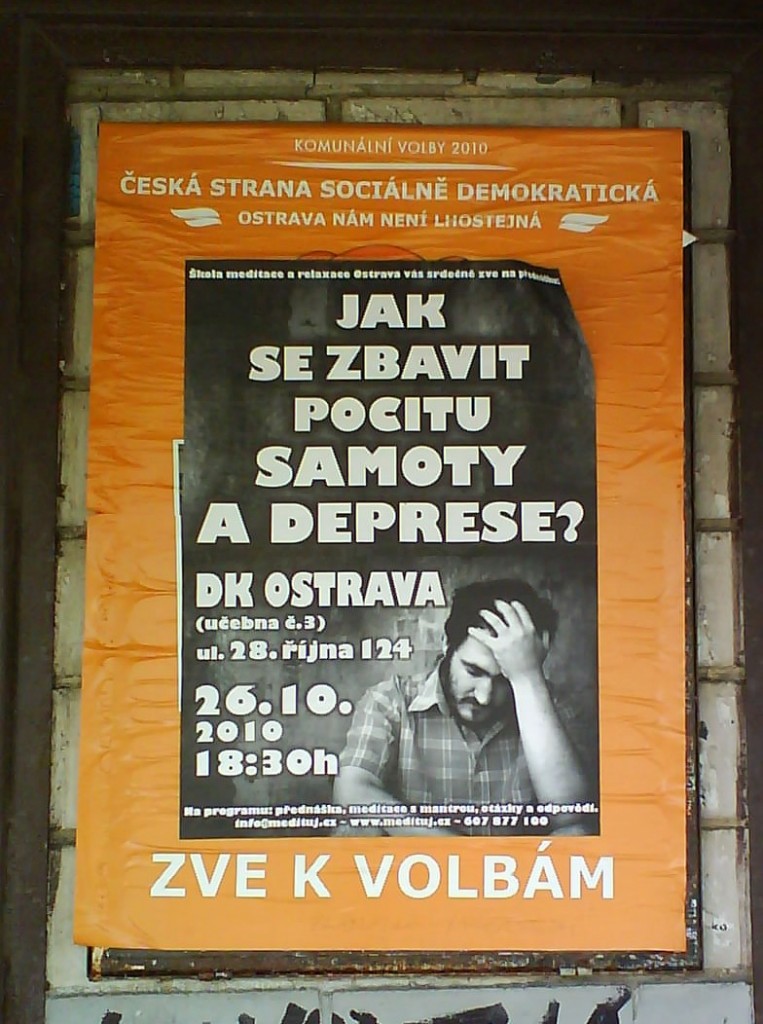 KOMUNÁLNÍ VOLBY 2010
ČESKÁ STRANA SOCIÁLNĚ DEMOKRATICKÁ
OSTRAVA NÁM NENÍ LHOSTEJNÁ
Škola meditace a relaxace Ostrava vás srdečně zve na
JAK
SE ZBAVIT
POCITU
SAMOTY
A DEPRESE?
DK OSTRAVA
(učebna č.3)
ul. 28. října 124
26.10.
2010
18:30h
Na programu: přednáška, meditace s mantrou, otázky a odpovědi.
info@medituj.cz - www.medituj.cz - 607 877 100
ZVE K VOLBÁM